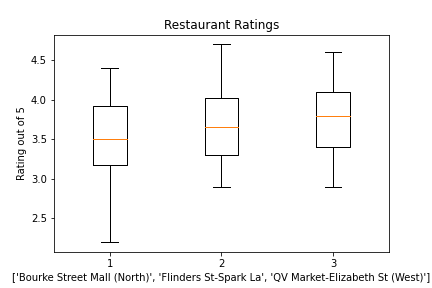 Restaurant Ratings
Rating out of 5
4.5
4.0
3.5
3.0
2.5
1 2 3
['Bourke Street Mall (North)', 'Flinders St-Spark La', 'QV Market-Elizabeth St (West)']